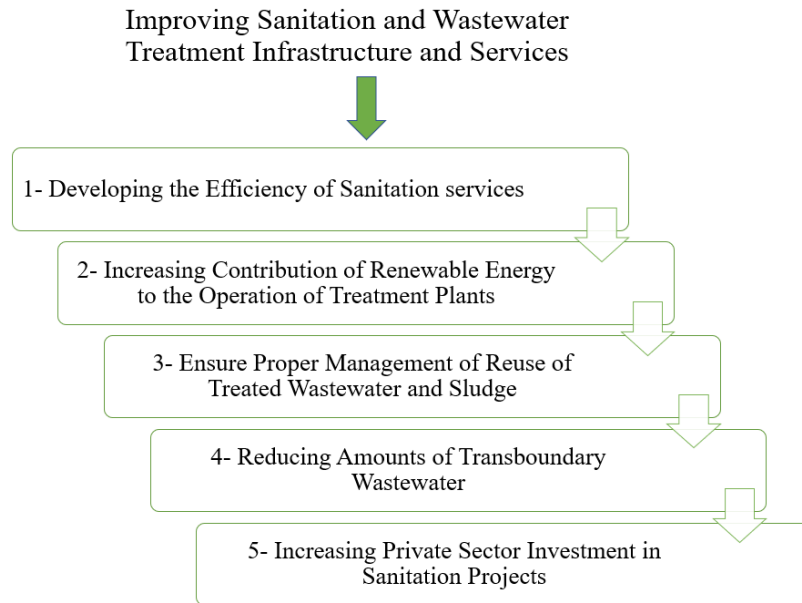 Improving Sanitation and Wastewater
Treatment Infrastructure and Services
1- Developing the Efficiency of Sanitation services
2- Increasing Contribution of Renewable Energy
to the Operation of Treatment Plants
3- Ensure Proper Management of Reuse of
Treated Wastewater and Sludge
4- Reducing Amounts of Transboundary
Wastewater
5- Increasing Private Sector Investment in
Sanitation Projects